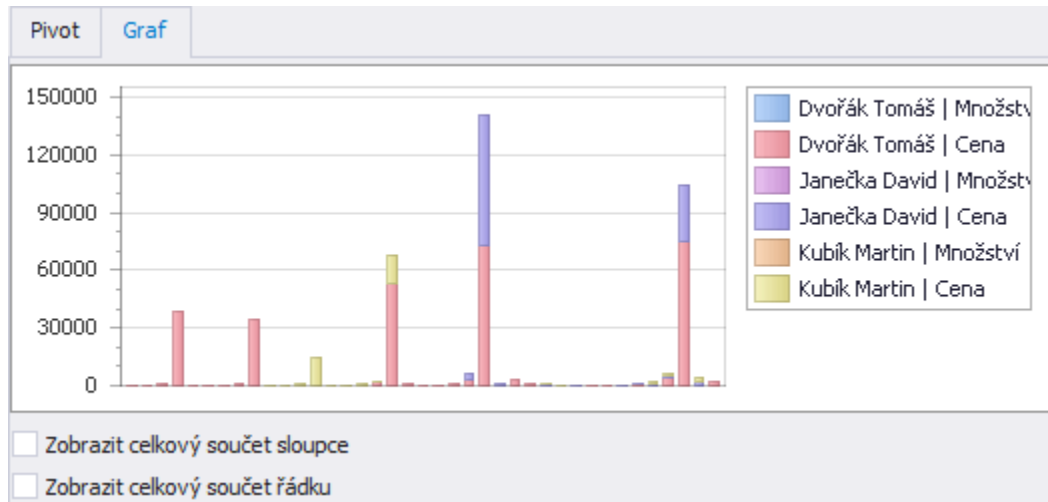 Pivot
Graf
150000
120000
90000
60000
30000
0
Dvořák Tomáš | Množstv
Dvořák Tomáš | Cena
Janečka David | Množstv
Janečka David | Cena
Kubík Martin | Množství
Kubík Martin | Cena
Zobrazit celkový součet sloupce
Zobrazit celkový součet řádku